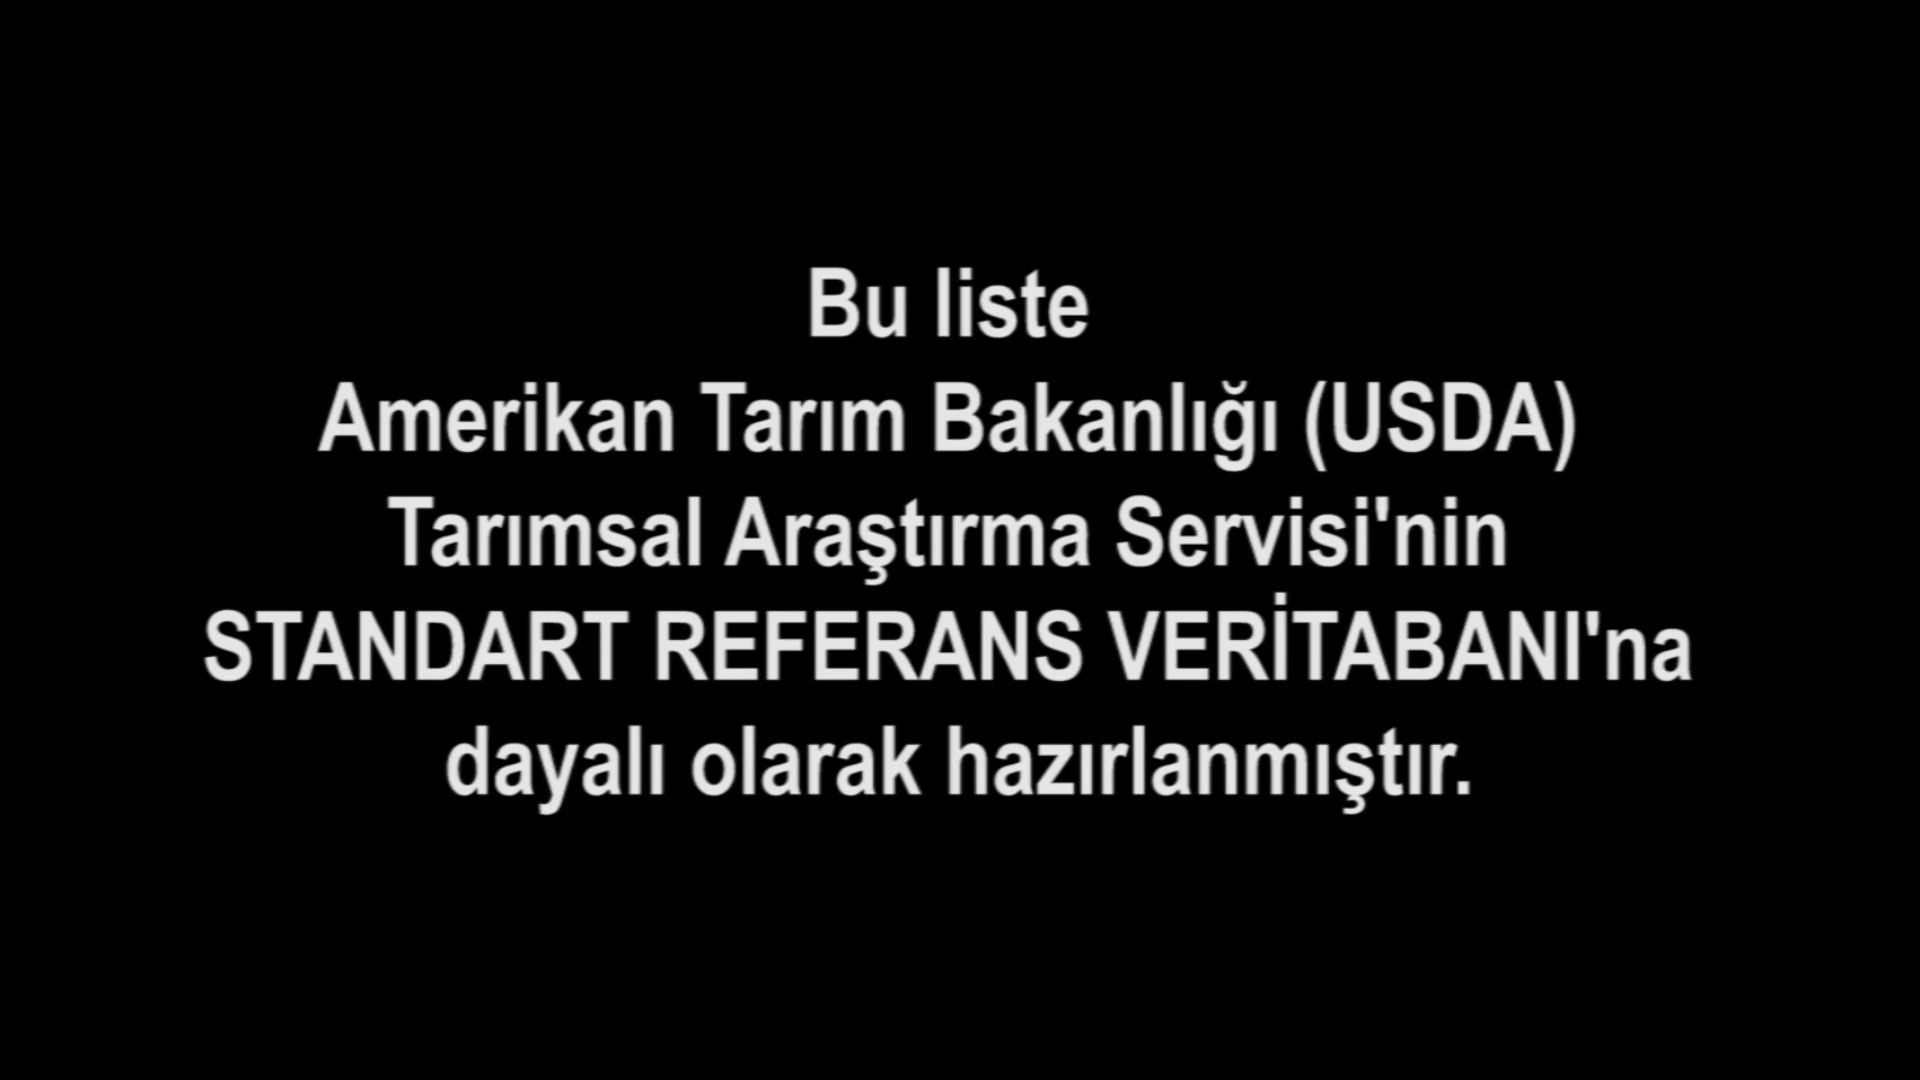 Bu liste
Amerikan Tarım Bakanlığı (USDA)
Tarımsal Araştırma Servisi'nin
STANDART REFERANS VERİTABANI'na
dayalı olarak hazırlanmıştır.